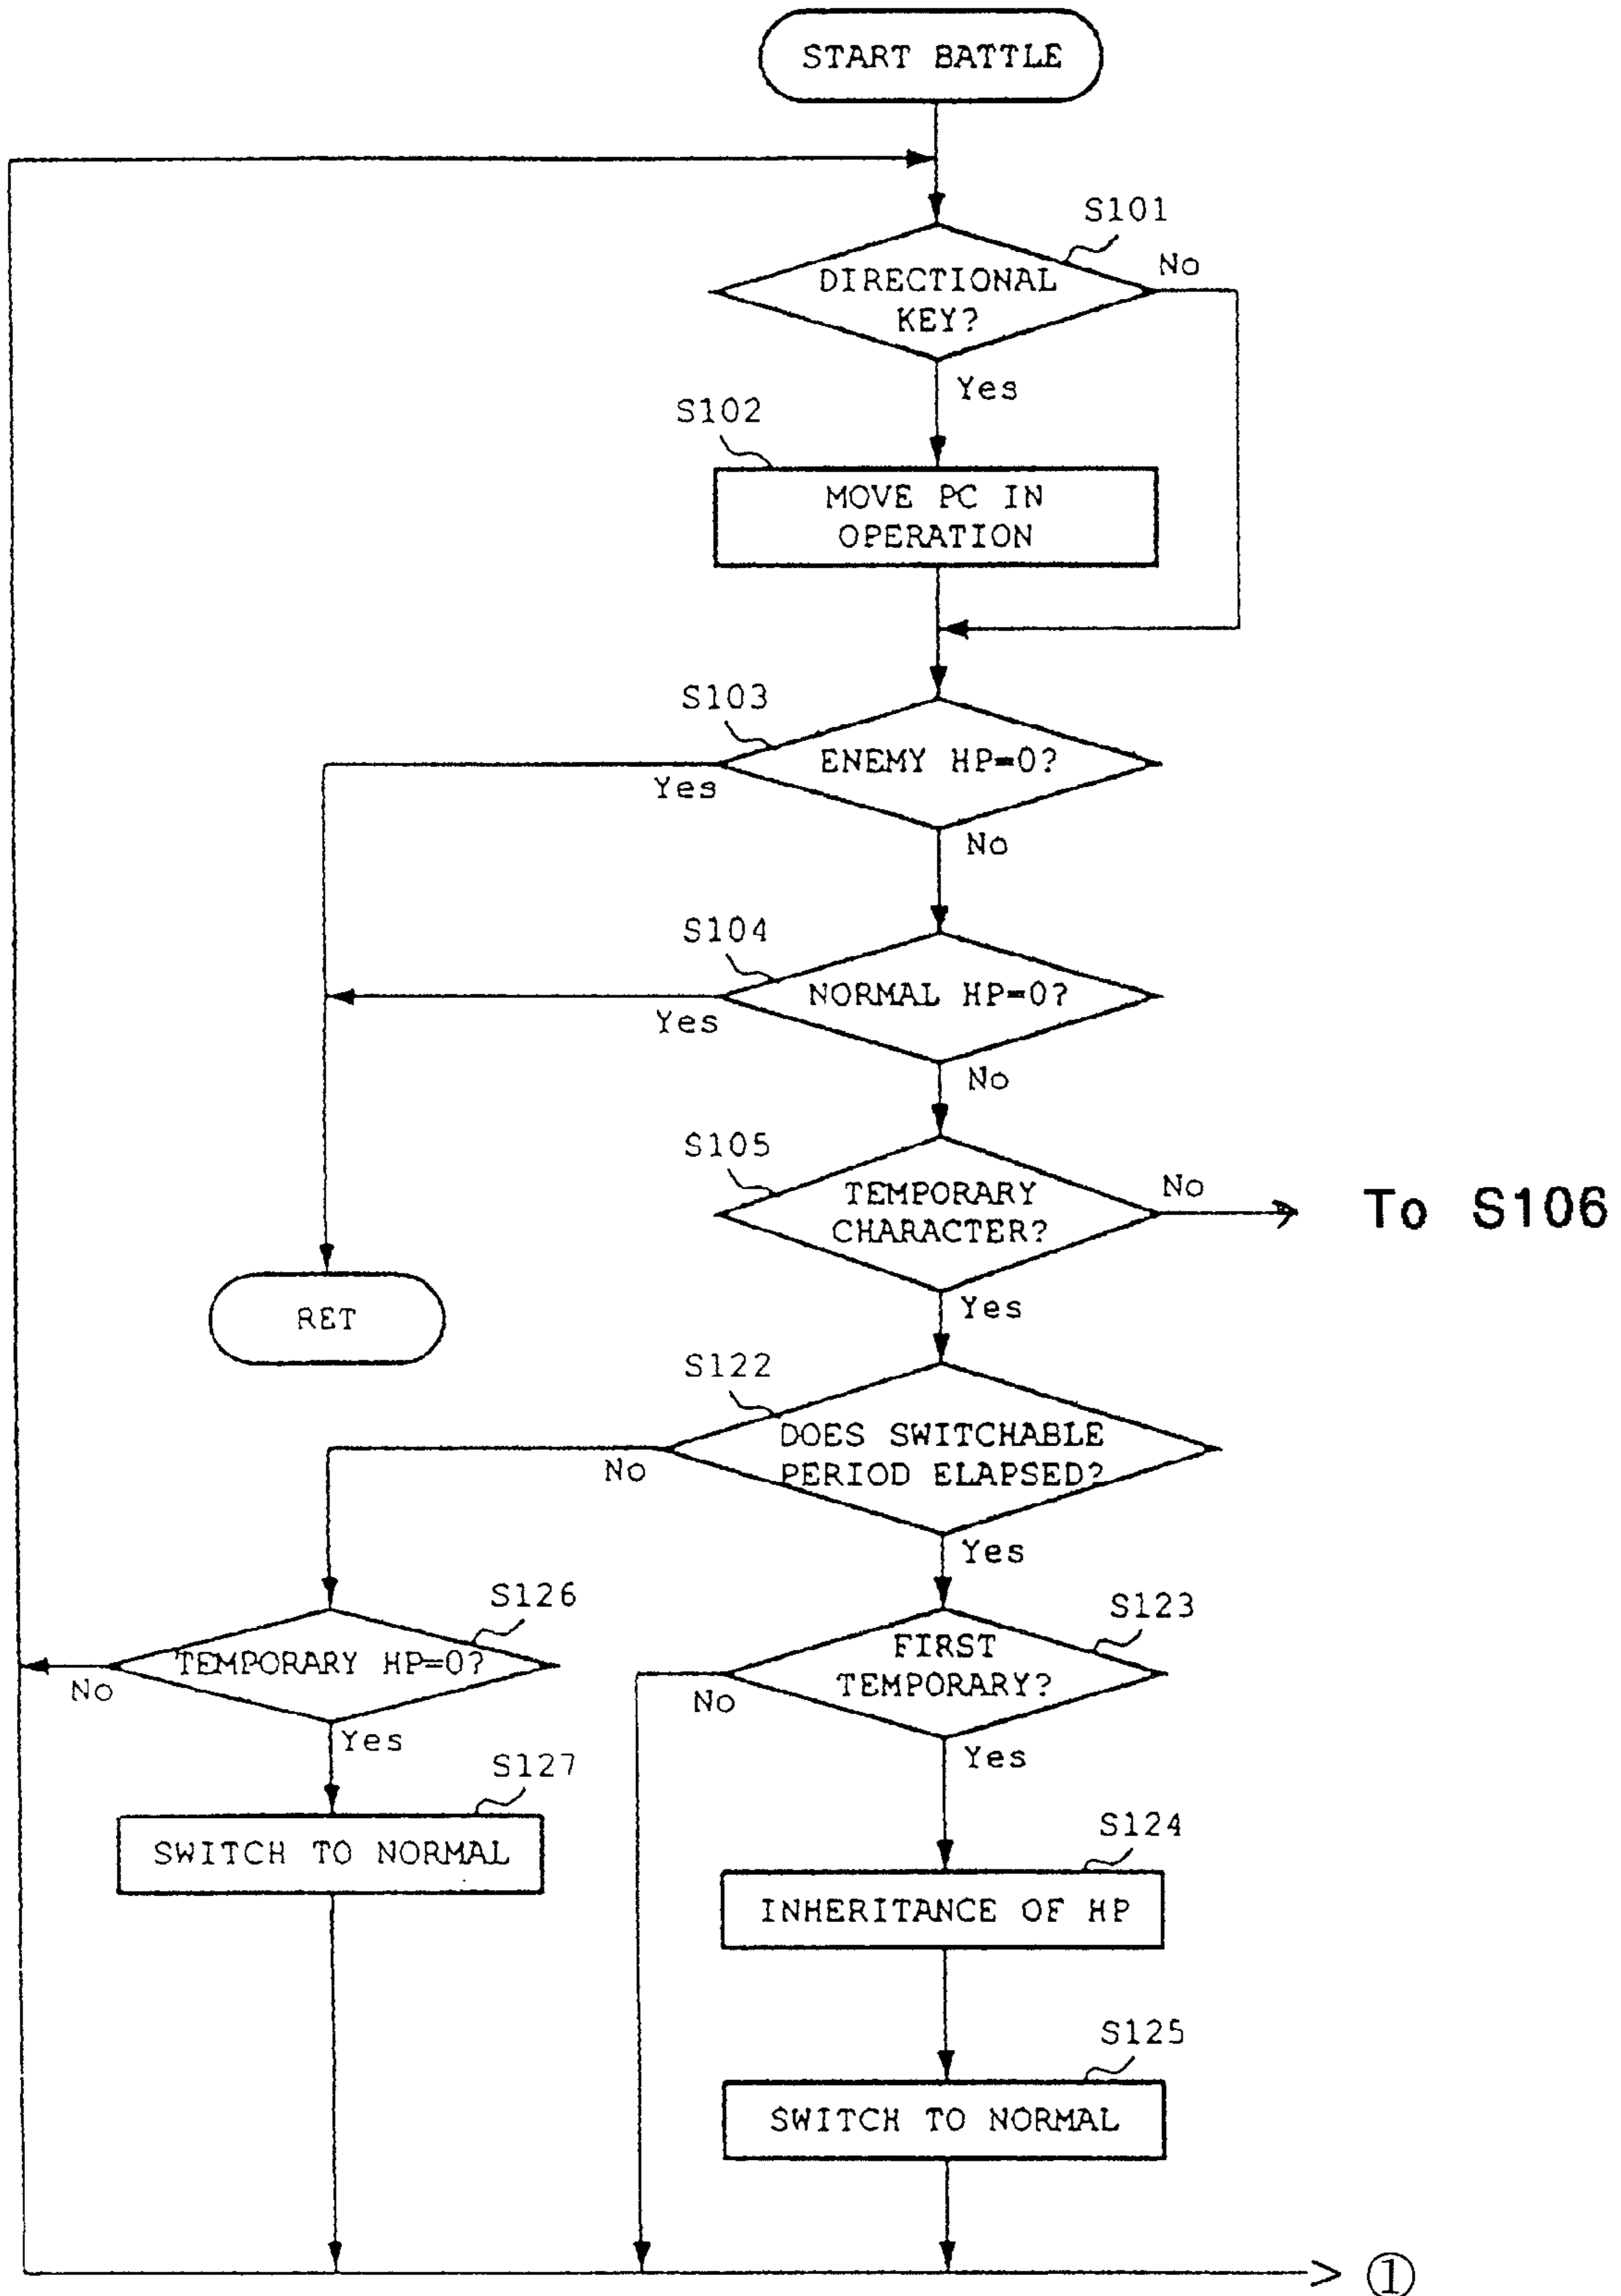 START BATTLE
S101
No
DIRECTIONAL
KEY?
Yes
S102
MOVE PC IN
OPERATION
S103
ENEMY HP=0?
Yes
No
S104
NORMAL HP=0?
Yes
No
S105
TEMPORARY
CHARACTER?
No
To S106
Yes
RET
S122
DOES SWITCHABLE
PERIOD ELAPSED?
No
Yes
S126
TEMPORARY HP=0?
No
Yes
S123
FIRST
TEMPORARY?
No
Yes
S127
SWITCH TO NORMAL
S124
INHERITANCE OF HP
S125
SWITCH TO NORMAL
①